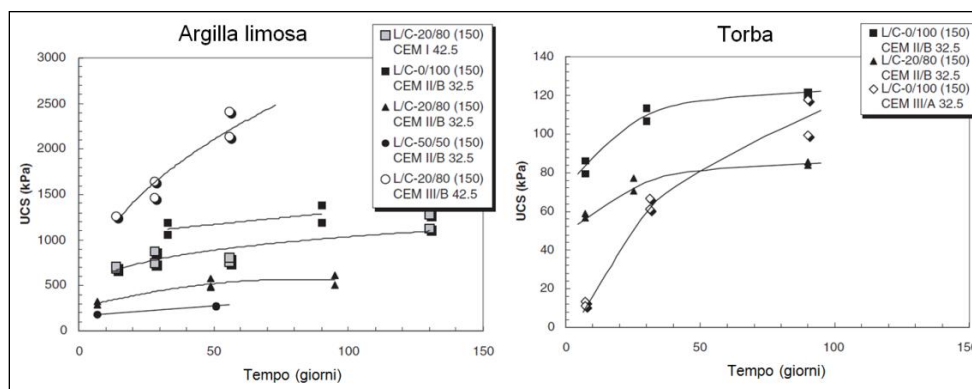 Argilla limosa
L/C-20/80 (150)
CEM I 42.5
L/C-0/100 (150)
CEM II/B 32.5
L/C-20/80 (150)
CEM II/B 32.5
L/C-50/50 (150)
CEM II/B 32.5
L/C-20/80 (150)
CEM III/B 42.5
3000
2500
2000
1500
1000
500
0
UCS (kPa)
0
50
100
150
Tempo (giorni)
Torba
L/C-0/100 (150)
CEM II/B 32.5
L/C-20/80 (150)
CEM II/B 32.5
L/C-0/100 (150)
CEM III/A 32.5
140
120
100
80
60
40
20
0
UCS (kPa)
0
50
100
150
Tempo (giorni)